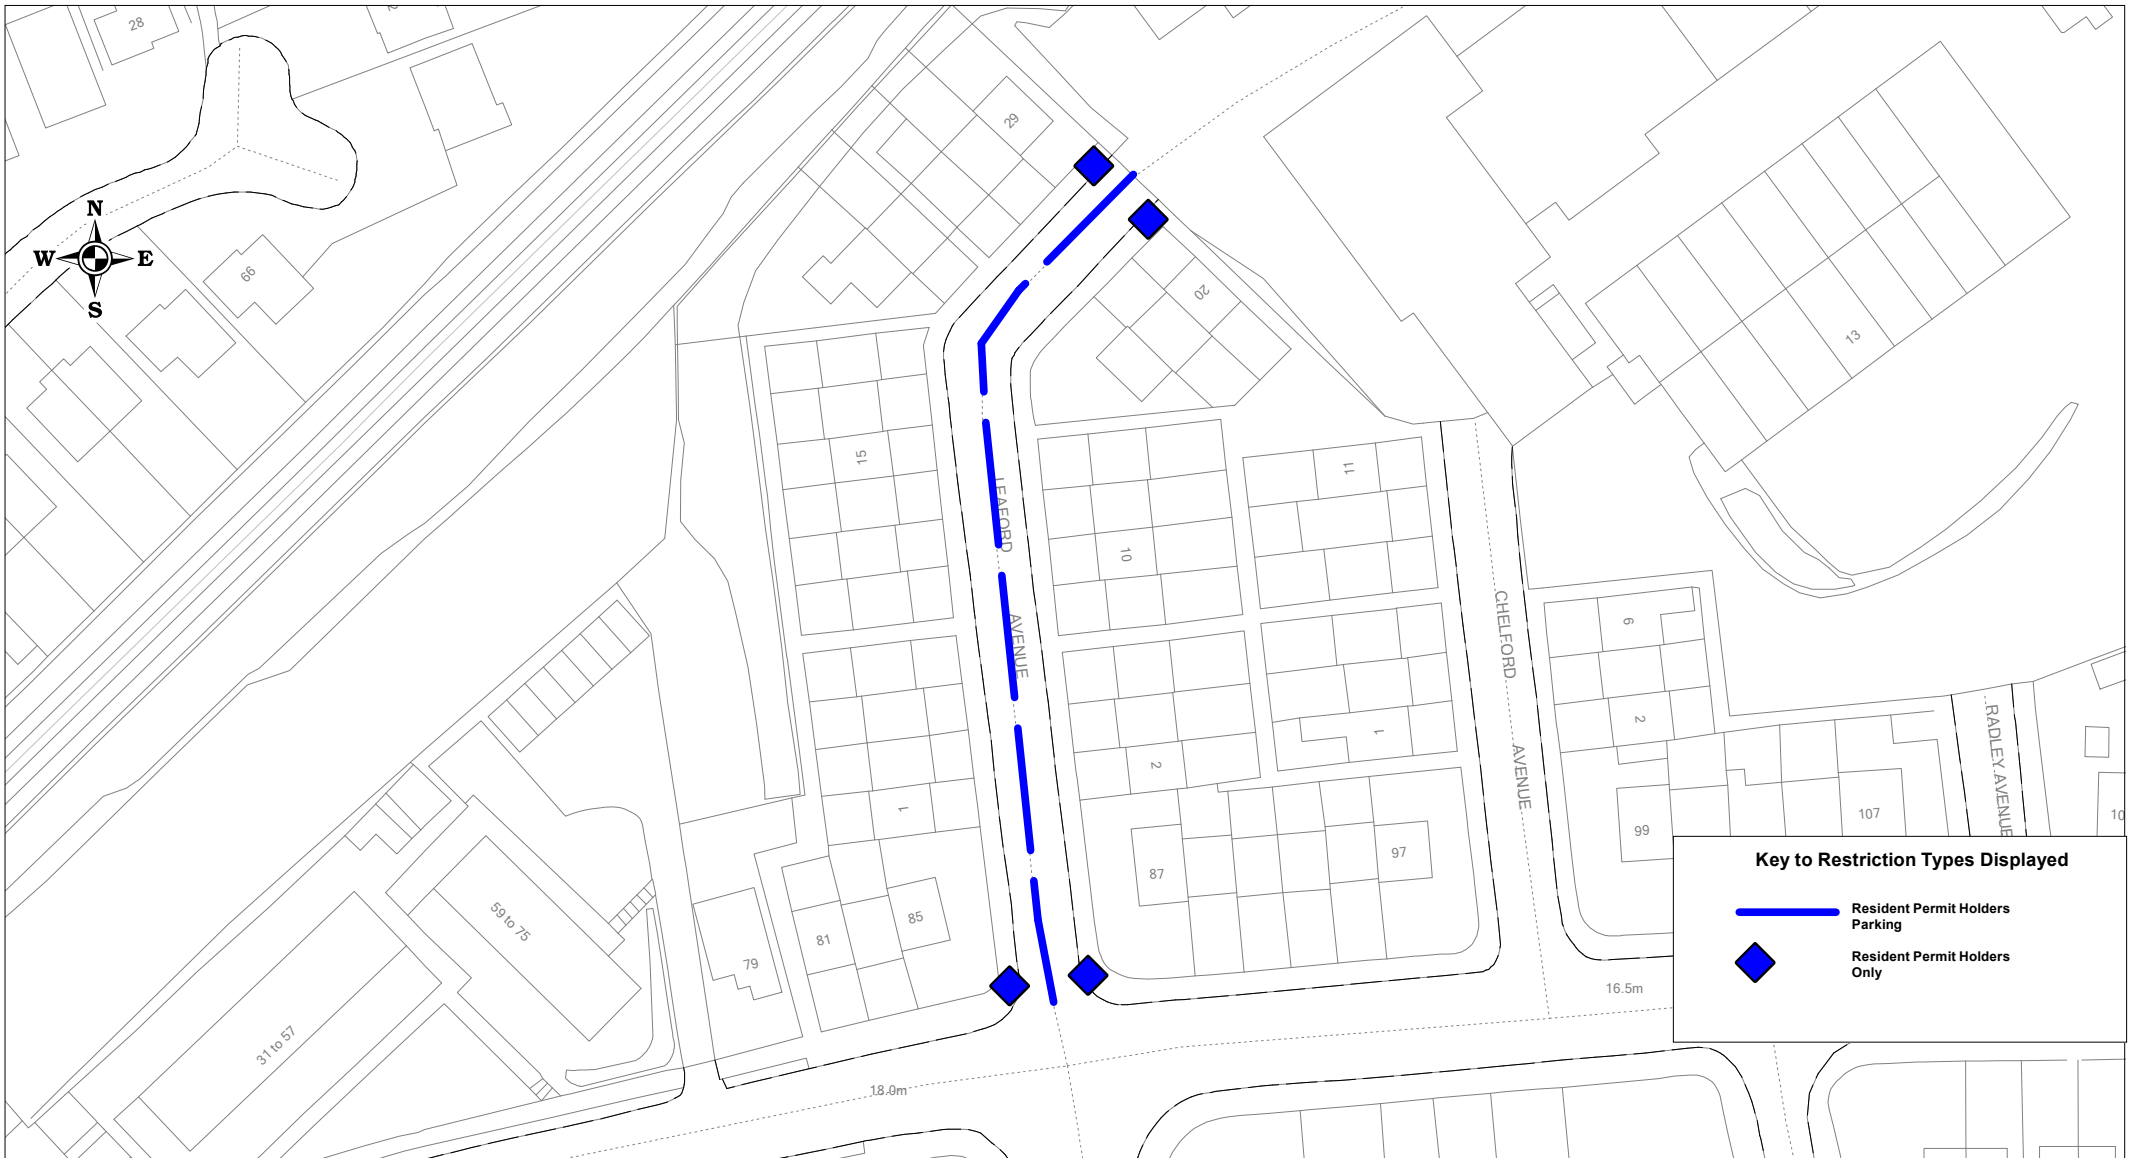 28
29
N
W E
S
66
20
13
15
LEAFORD
11
10
CHELFORD
AVENUE
6
2
2
1
1
RADLEY AVENUE
AVENUE
107
10
99
97
87
85
81
79
59 to 75
31 to 57
16.5m
18.0m
Key to Restriction Types Displayed
Resident Permit Holders
Parking
Resident Permit Holders
Only